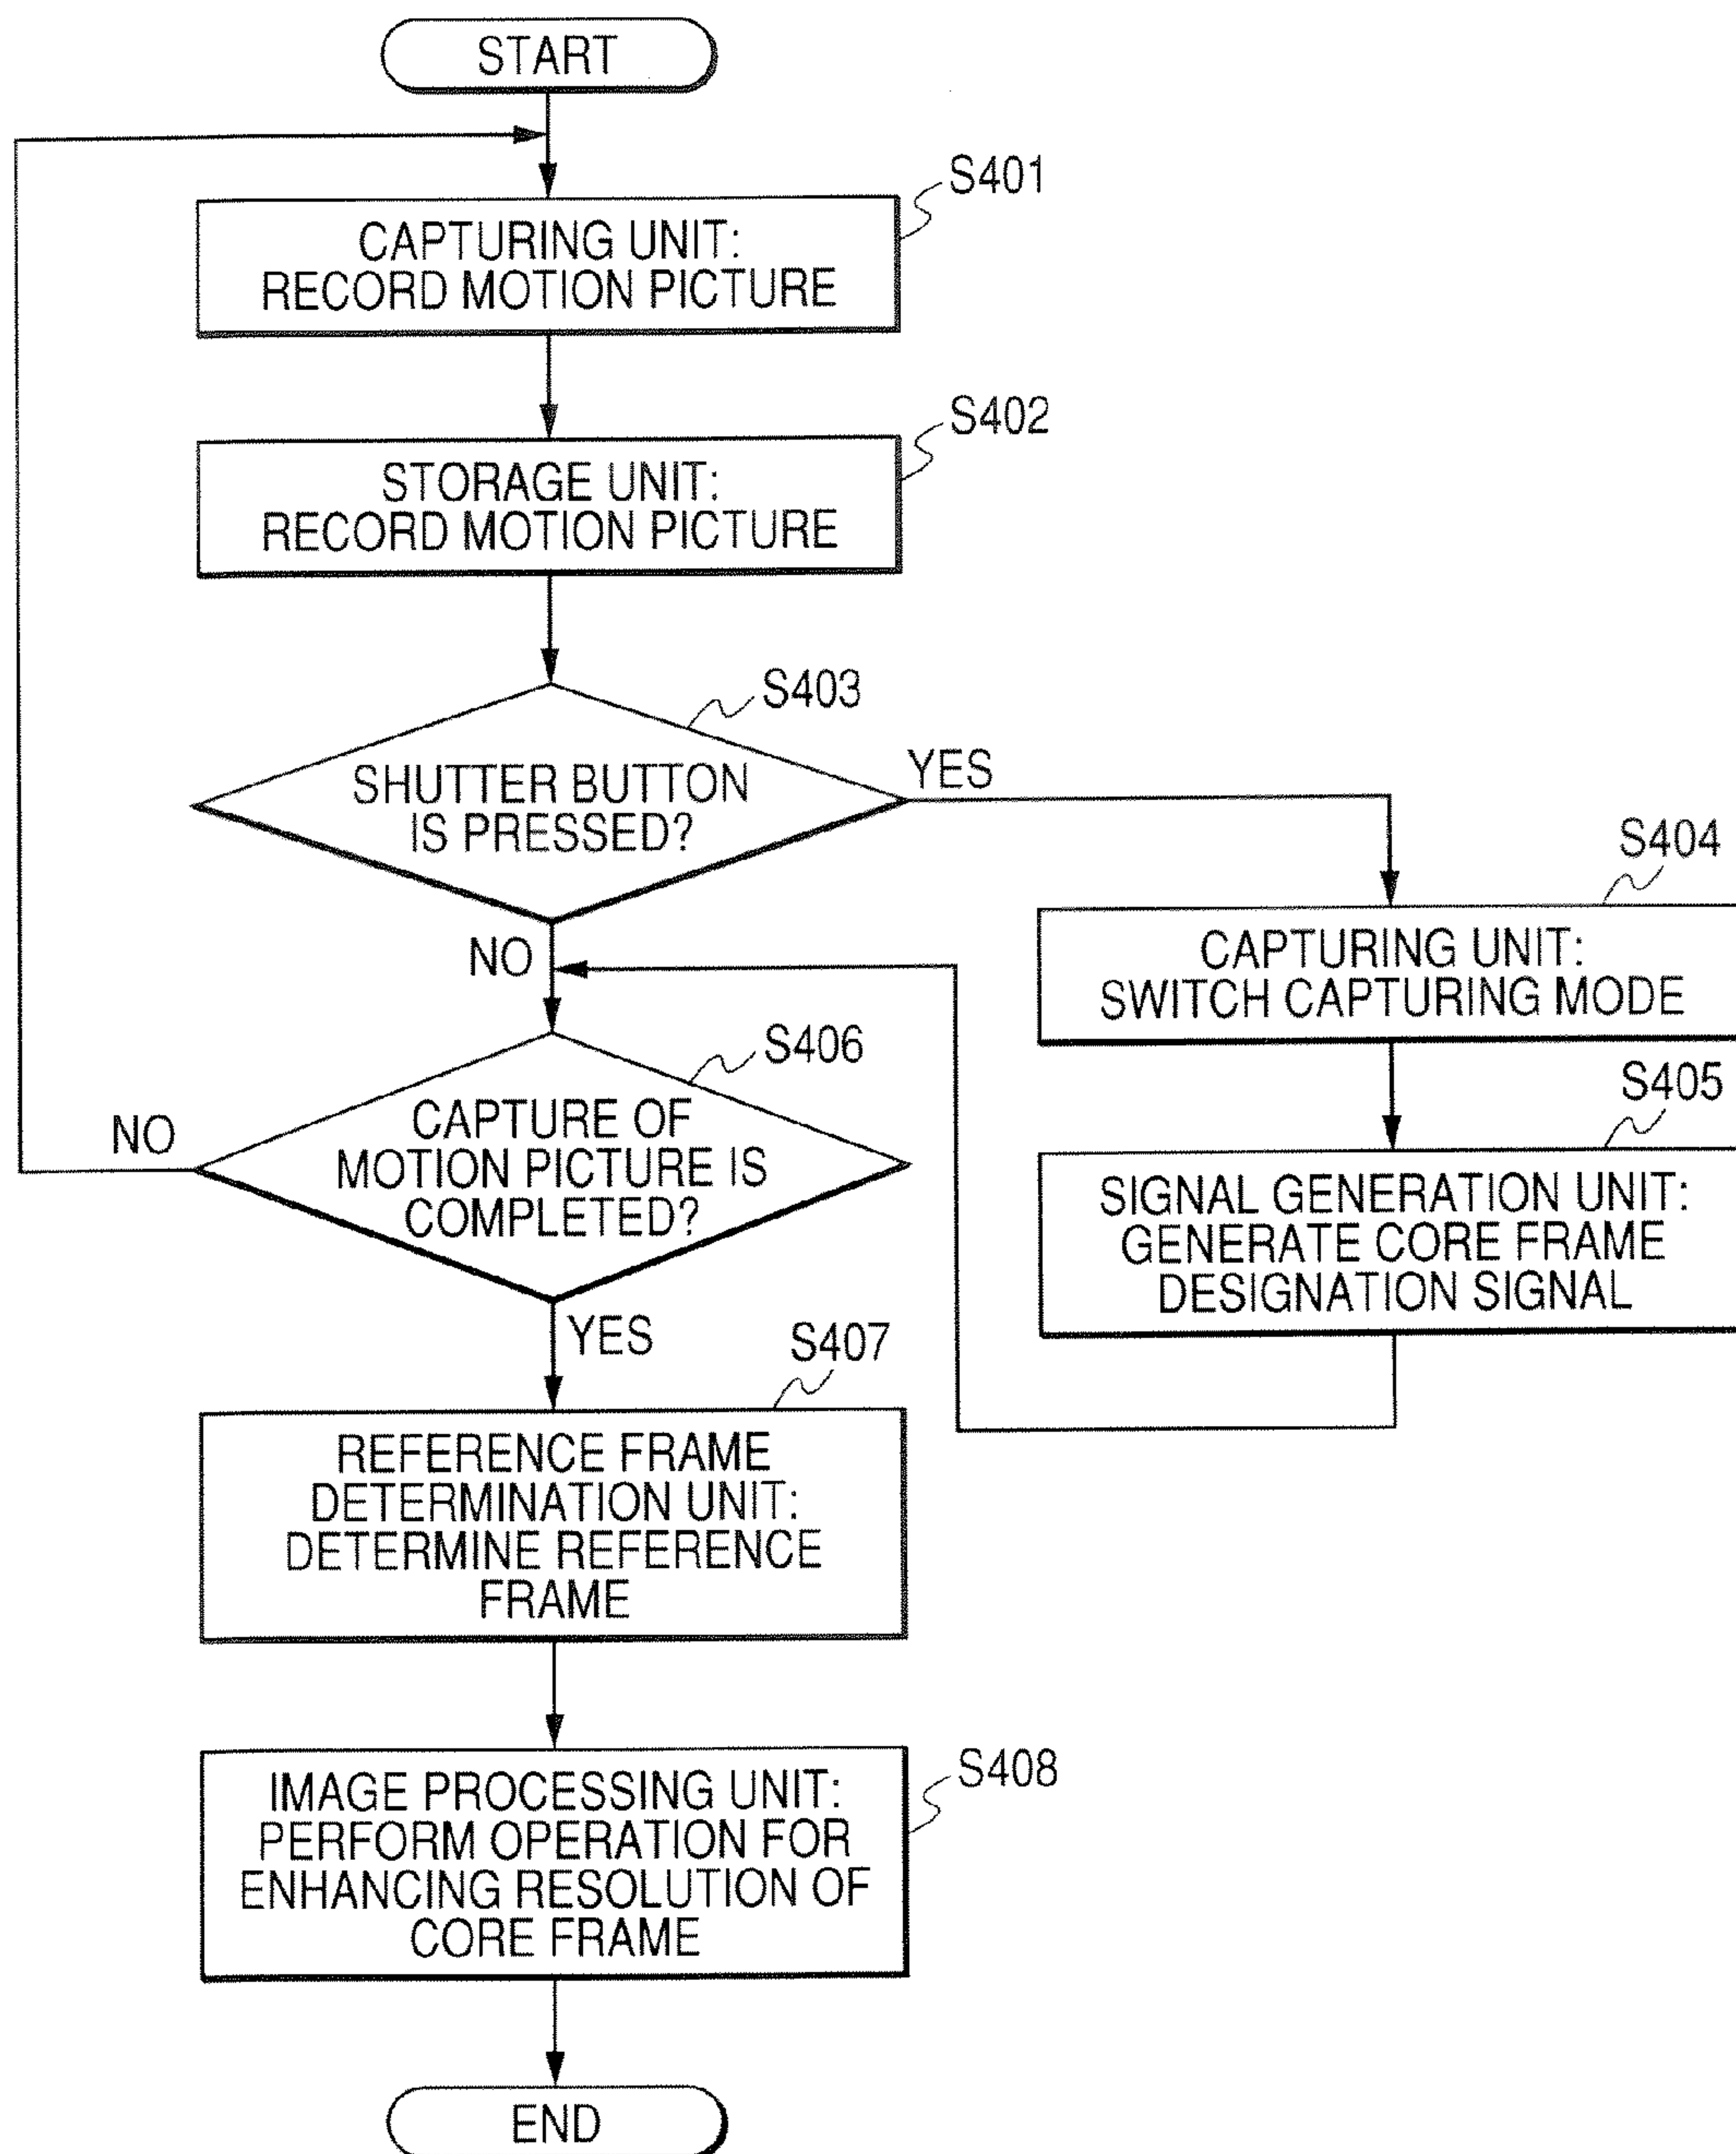 START
S401
CAPTURING UNIT:
RECORD MOTION PICTURE
S402
STORAGE UNIT:
RECORD MOTION PICTURE
S403
SHUTTER BUTTON
IS PRESSED?
YES
NO
S404
CAPTURING UNIT:
SWITCH CAPTURING MODE
S405
SIGNAL GENERATION UNIT:
GENERATE CORE FRAME
DESIGNATION SIGNAL
S406
CAPTURE OF
MOTION PICTURE IS
COMPLETED?
NO
YES
S407
REFERENCE FRAME
DETERMINATION UNIT:
DETERMINE REFERENCE
FRAME
S408
IMAGE PROCESSING UNIT:
PERFORM OPERATION FOR
ENHANCING RESOLUTION OF
CORE FRAME
END